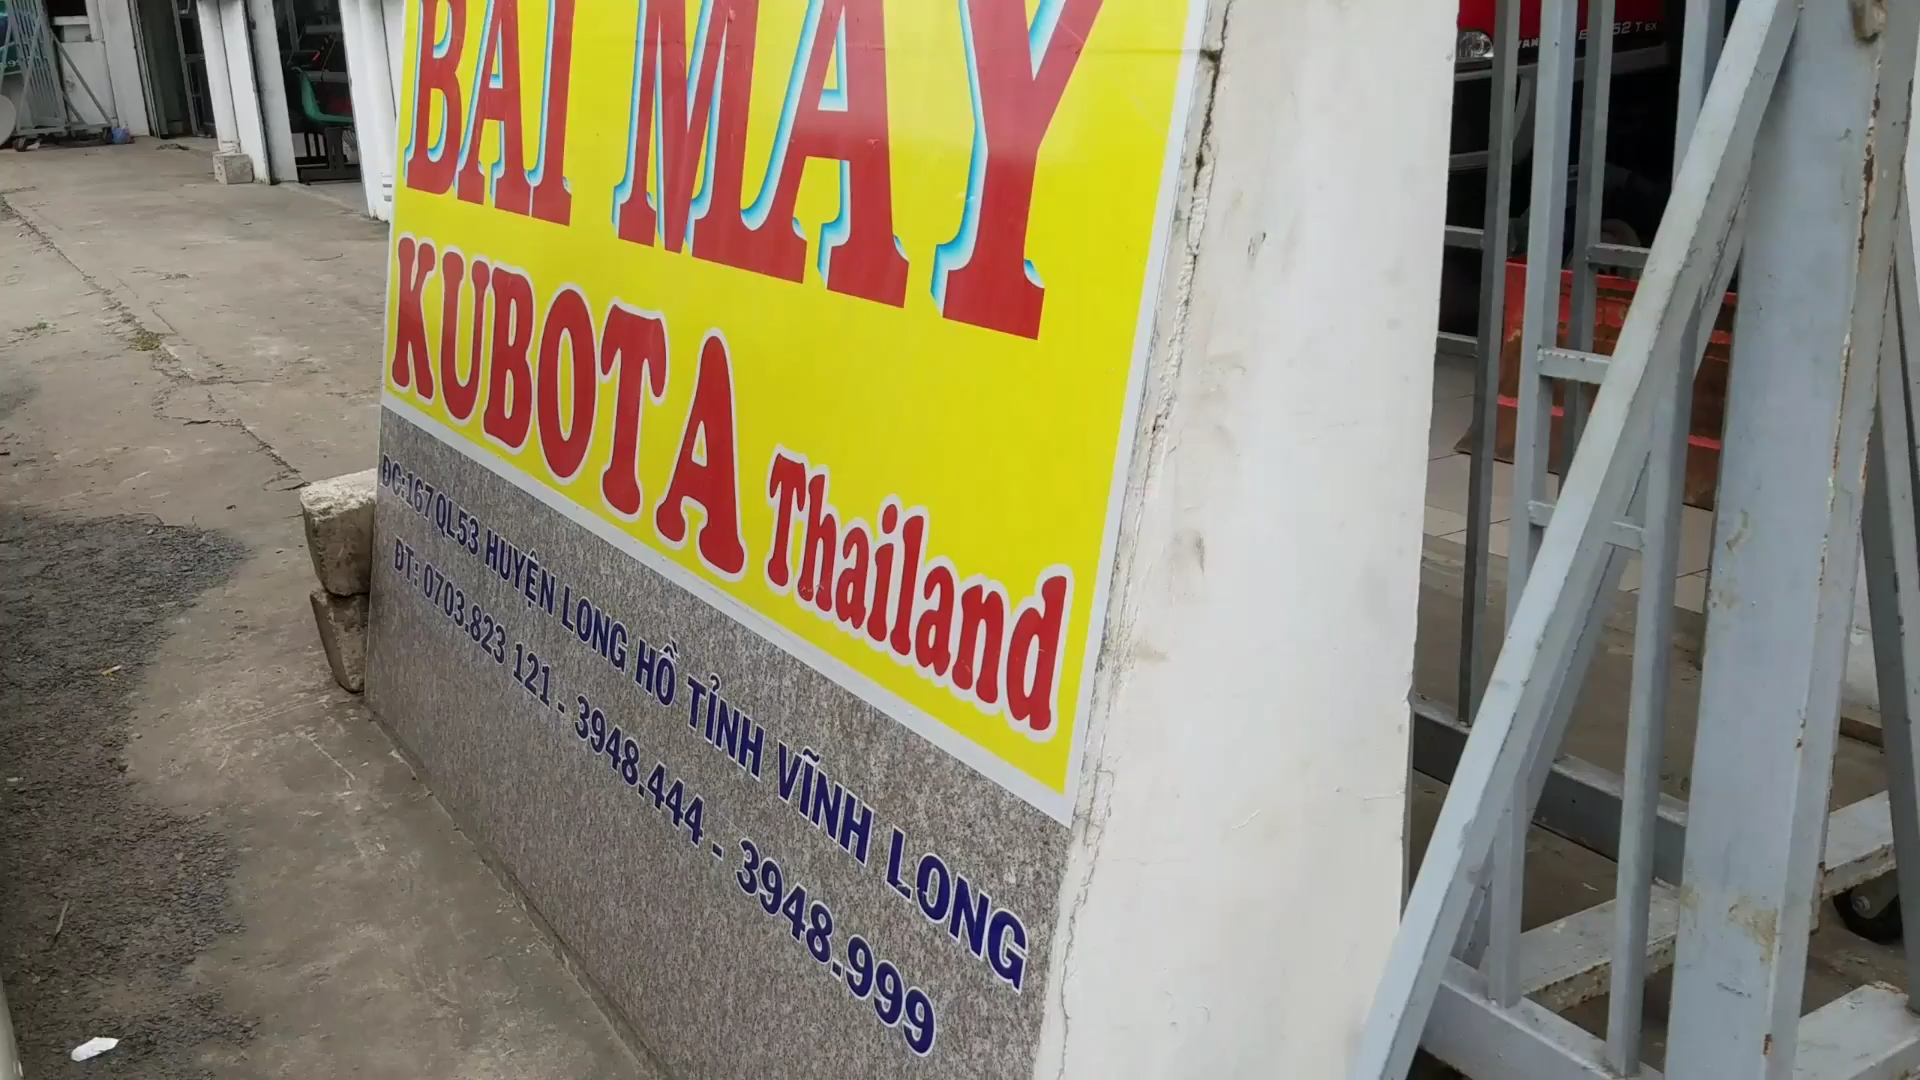 BÃI MÁY
KUBOTA Thailand
ĐC:167 QL53 HUYỆN LONG HỒ TỈNH VĨNH LONG
ĐT: 0703.823 121 - 3948.444 - 3948.999